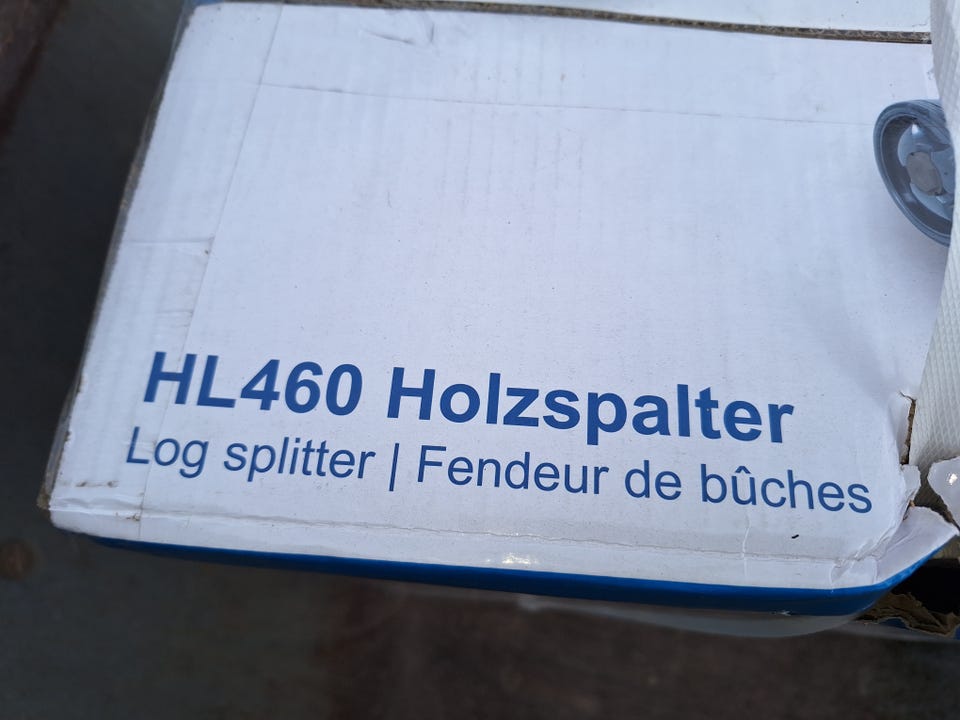 HL460 Holzspalter
Log splitter | Fendeur de bûches